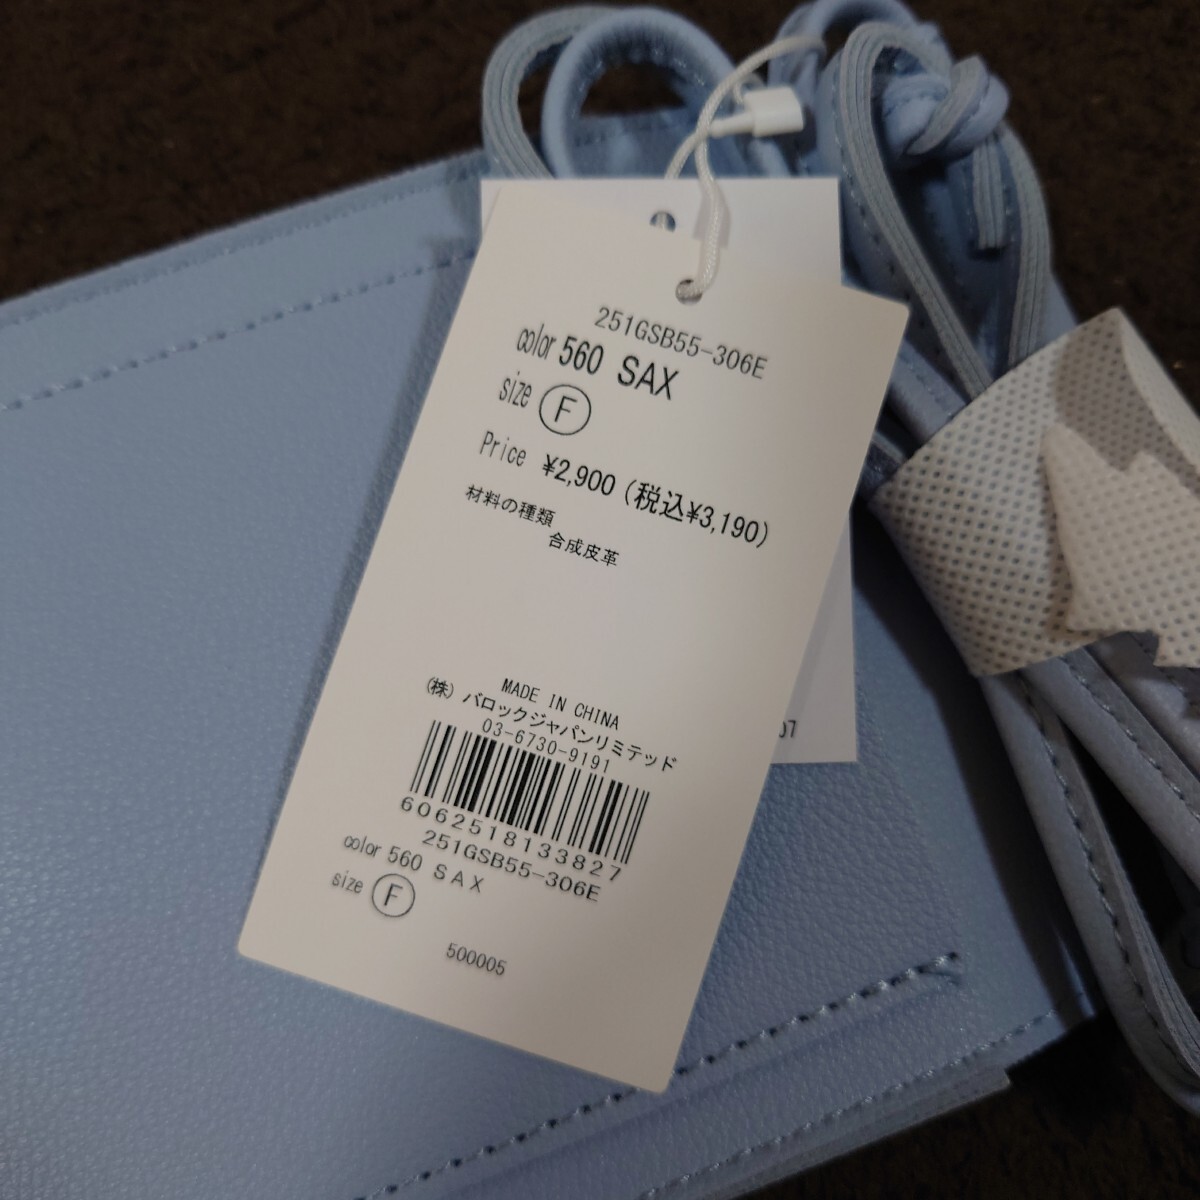 251GSB55-306E
color 560 SAX
size F
Price ¥2,900 (税込¥3,190)
材料の種類
合成皮革
MADE IN CHINA
(株) バロックジャパンリミテッド
03-6730-9191
6062518133827
251GSB55-306E
color 560 SAX
size F
500005
07